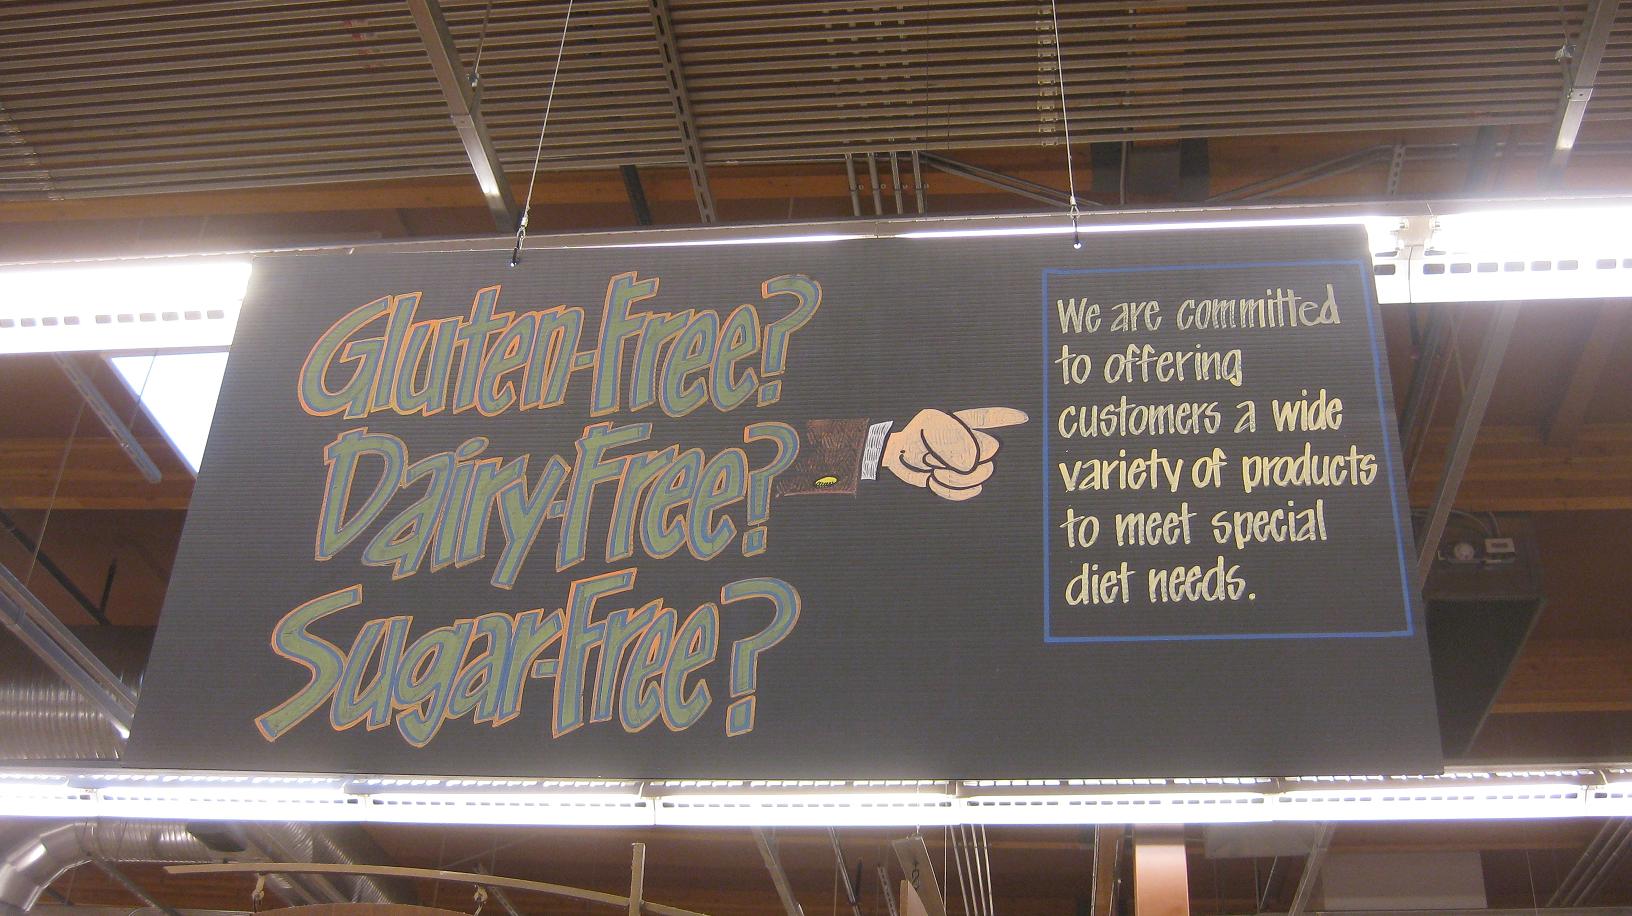 Gluten-Free?
Dairy-Free?
Sugar-Free?
We are committed
to offering
customers a wide
variety of products
to meet special
diet needs.